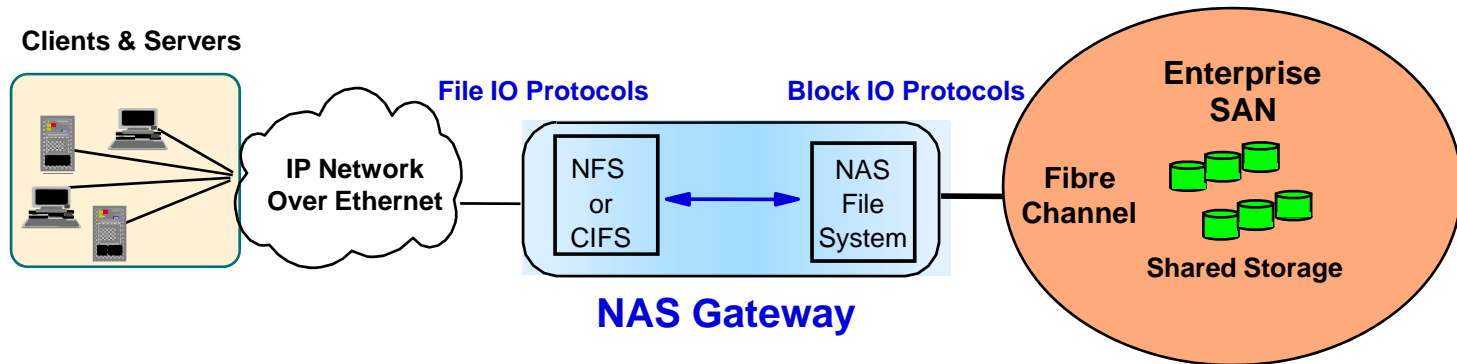 Clients & Servers
IP Network
Over Ethernet
File IO Protocols
Block IO Protocols
NFS
or
CIFS
NAS
File
System
NAS Gateway
Enterprise
SAN
Fibre
Channel
Shared Storage